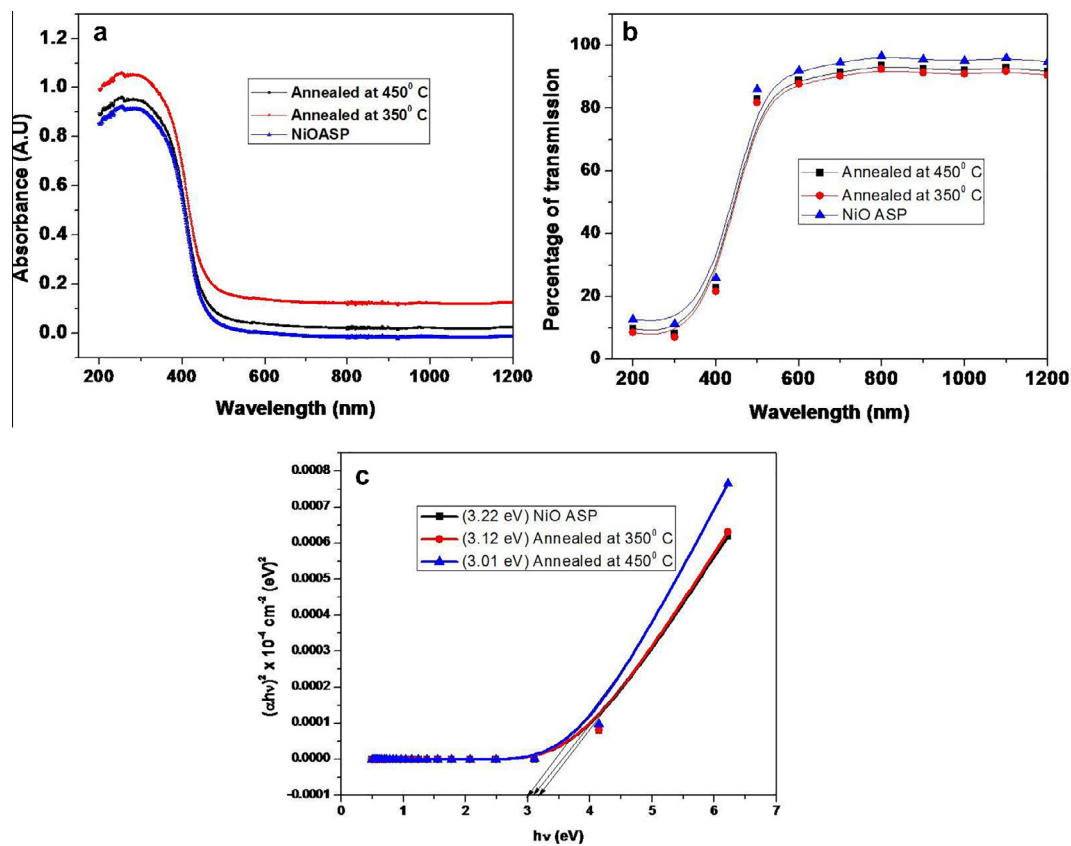 a
Annealed at 450⁰ C
Annealed at 350⁰ C
NiOASP
1.2
1.0
0.8
0.6
0.4
0.2
0.0
Absorbance (A.U)
200 400 600 800 1000 1200
Wavelength (nm)
b
Annealed at 450⁰ C
Annealed at 350⁰ C
NiO ASP
100
80
60
40
20
0
Percentage of transmission
200 400 600 800 1000 1200
Wavelength (nm)
c
(3.22 eV) NiO ASP
(3.12 eV) Annealed at 350⁰ C
(3.01 eV) Annealed at 450⁰ C
0.0008
0.0007
0.0006
0.0005
0.0004
0.0003
0.0002
0.0001
0.0000
-0.0001
(αhν)² x 10⁻⁴ cm⁻² (eV)²
0 1 2 3 4 5 6 7
hν (eV)